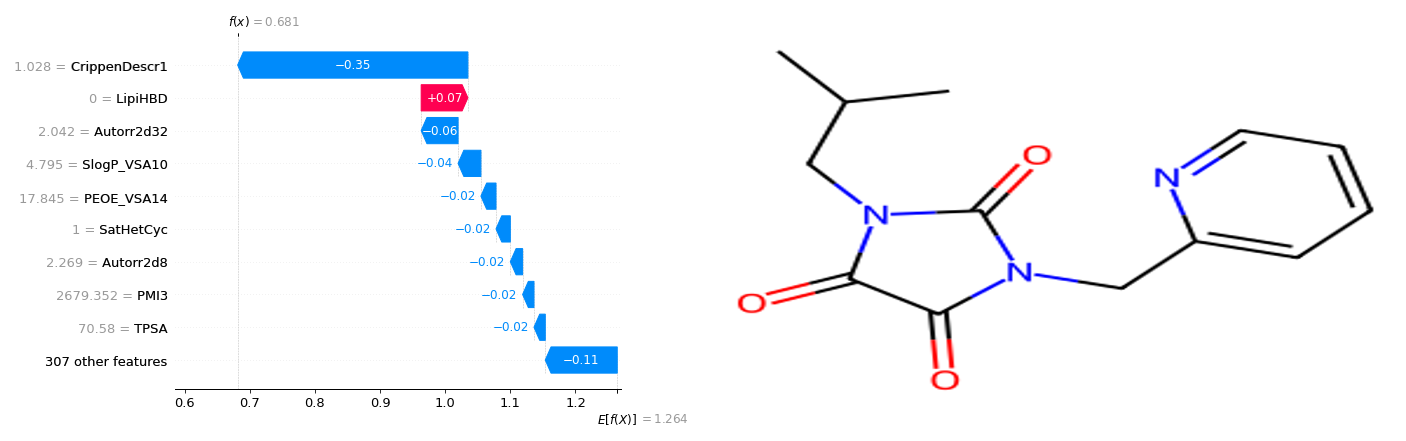 f(x) = 0.681
1.028 = CrippenDescr1
−0.35
0 = LipiHBD
+0.07
2.042 = Autorr2d32
−0.06
4.795 = SlogP_VSA10
−0.04
17.845 = PEOE_VSA14
−0.02
1 = SatHetCyc
−0.02
2.269 = Autorr2d8
−0.02
2679.352 = PMI3
−0.02
70.58 = TPSA
−0.02
307 other features
−0.11
0.6 0.7 0.8 0.9 1.0 1.1 1.2
E[f(X)] = 1.264
O
N
N
N
O
O